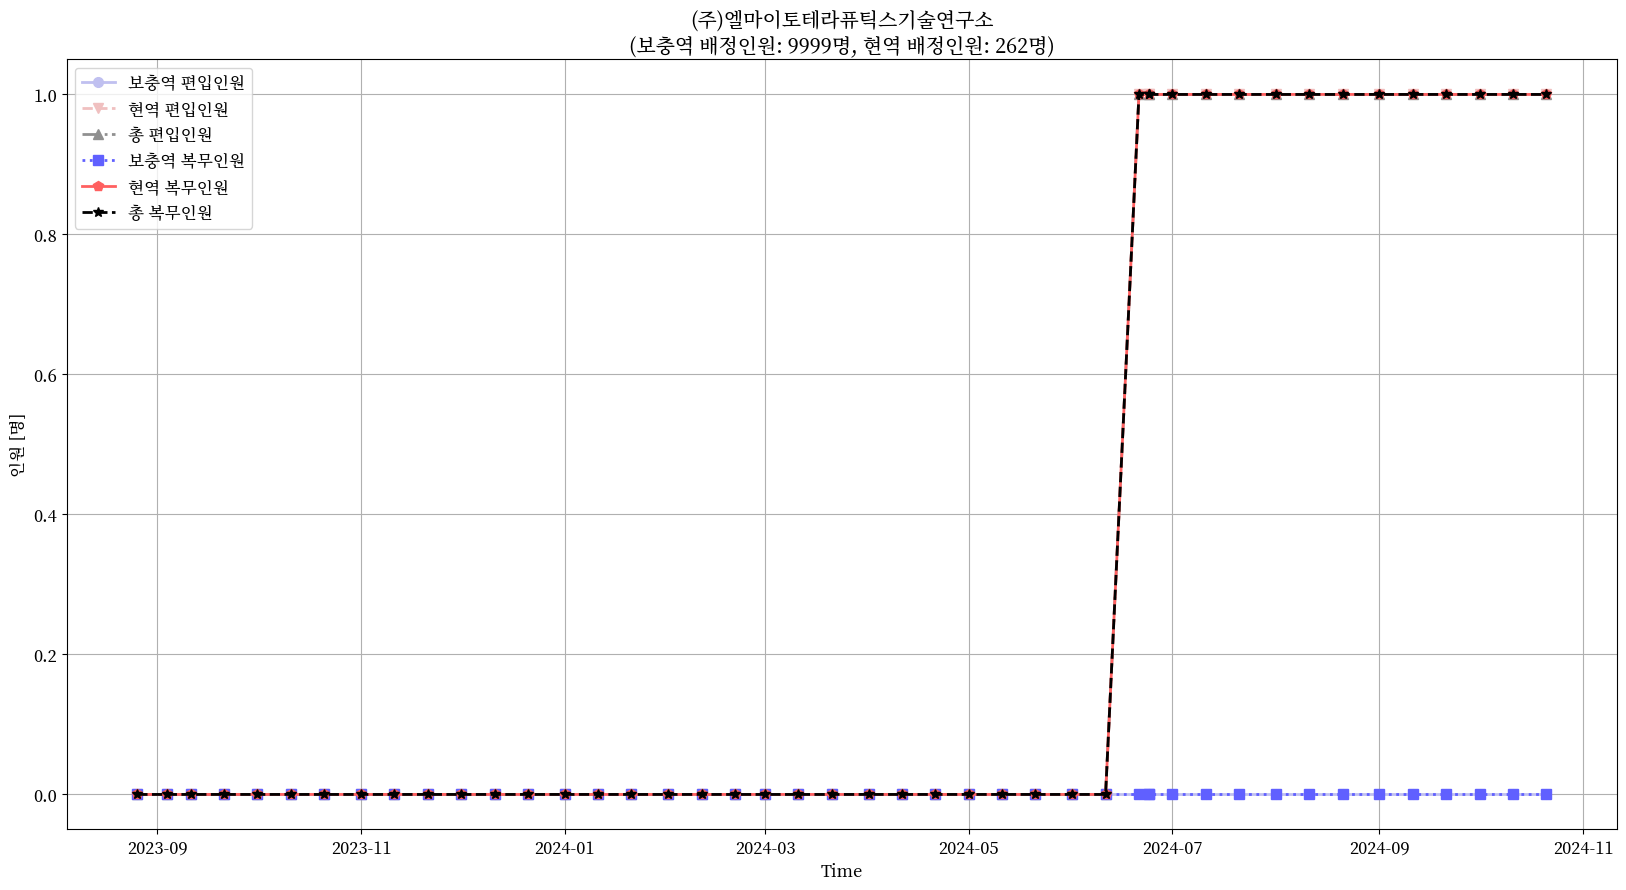 (주)엘마이토테라퓨틱스기술연구소
(보충역 배정인원: 9999명, 현역 배정인원: 262명)
보충역 편입인원
현역 편입인원
총 편입인원
보충역 복무인원
현역 복무인원
총 복무인원
1.0
0.8
0.6
0.4
0.2
0.0
인원 [명]
2023-09
2023-11
2024-01
2024-03
2024-05
2024-07
2024-09
2024-11
Time